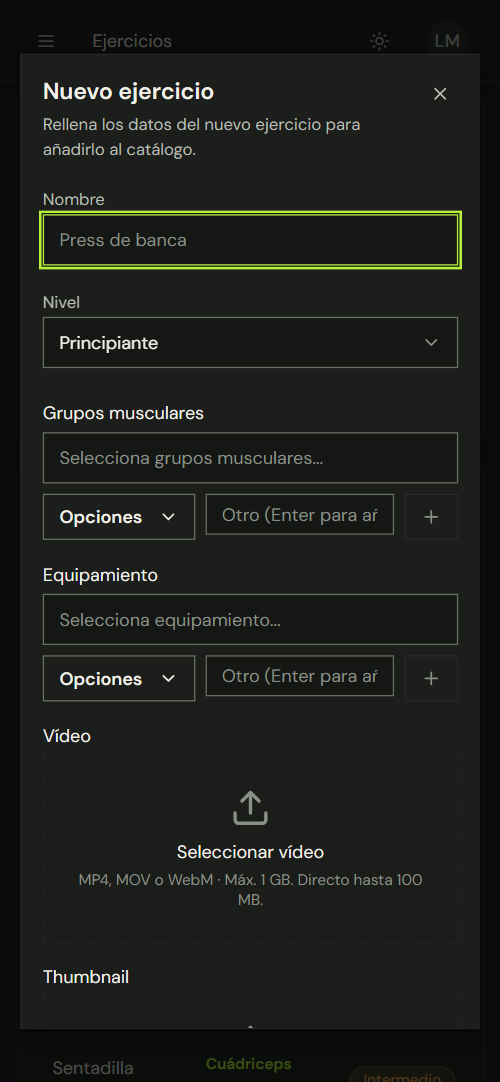 Ejercicios
LM
Nuevo ejercicio
Rellena los datos del nuevo ejercicio para
añadirlo al catálogo.
Nombre
Press de banca
Nivel
Principiante
Grupos musculares
Selecciona grupos musculares...
Opciones
Otro (Enter para
Equipamiento
Selecciona equipamiento...
Opciones
Otro (Enter para
Vídeo
Seleccionar vídeo
MP4, MOV o WebM · Máx. 1 GB. Directo hasta 100
MB.
Thumbnail
Sentadilla
Cuádriceps
Intermedio